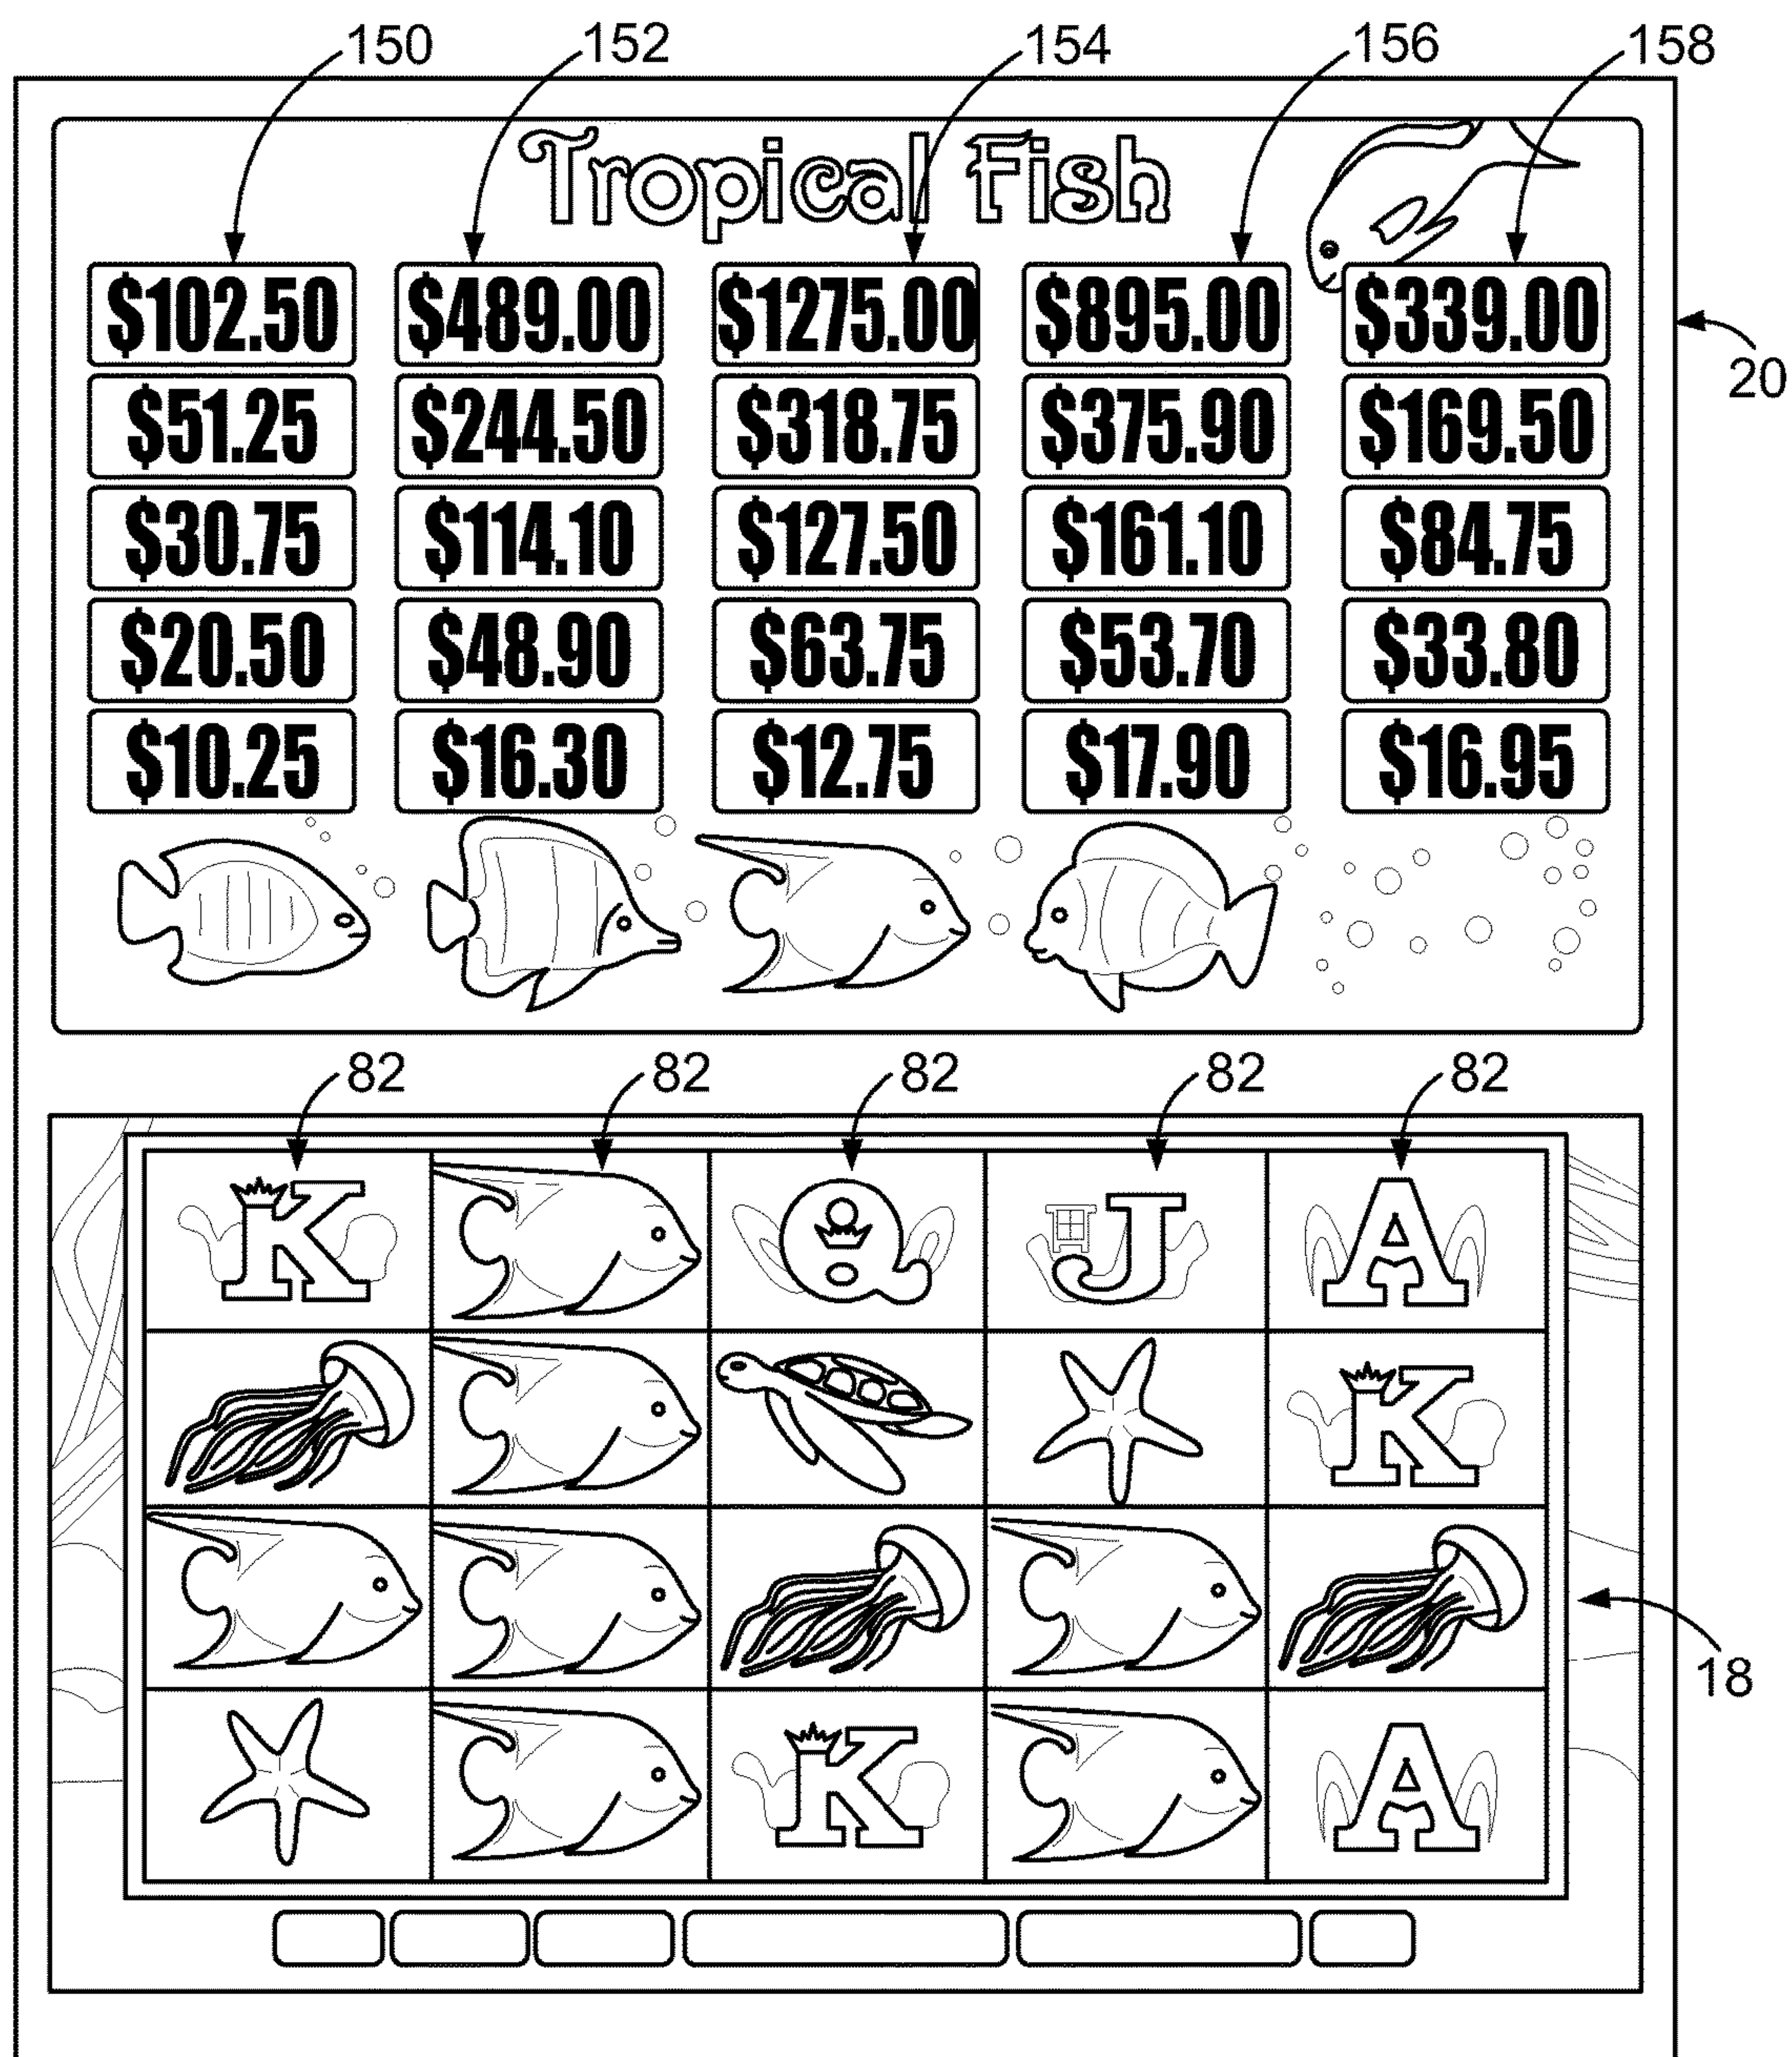 150 152 154 156 158
Tropical Fish
$102.50 $489.00 $1275.00 $895.00 $339.00
20
$51.25 $244.50 $318.75 $375.90 $169.50
$30.75 $114.10 $127.50 $161.10 $84.75
$20.50 $48.90 $63.75 $53.70 $33.80
$10.25 $16.30 $12.75 $17.90 $16.95
82 82 82 82 82
K Q J A
K
18
K A